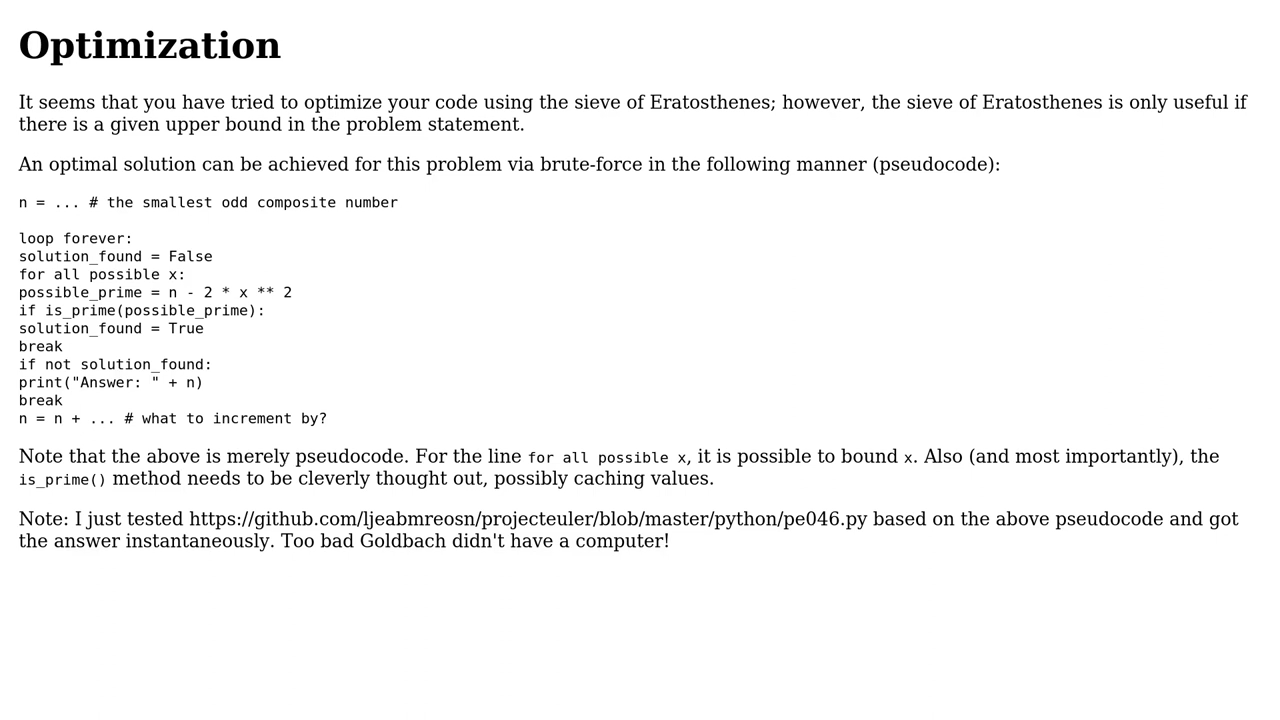 Optimization
It seems that you have tried to optimize your code using the sieve of Eratosthenes; however, the sieve of Eratosthenes is only useful if
there is a given upper bound in the problem statement.
An optimal solution can be achieved for this problem via brute-force in the following manner (pseudocode):
n = ... # the smallest odd composite number
loop forever:
solution_found = False
for all possible x:
possible_prime = n - 2 * x ** 2
if is_prime(possible_prime):
solution_found = True
break
if not solution_found:
print("Answer: " + n)
break
n = n + ... # what to increment by?
Note that the above is merely pseudocode. For the line for all possible x, it is possible to bound x. Also (and most importantly), the
is_prime() method needs to be cleverly thought out, possibly caching values.
Note: I just tested https://github.com/ljeabmreosn/projecteuler/blob/master/python/pe046.py based on the above pseudocode and got
the answer instantaneously. Too bad Goldbach didn't have a computer!